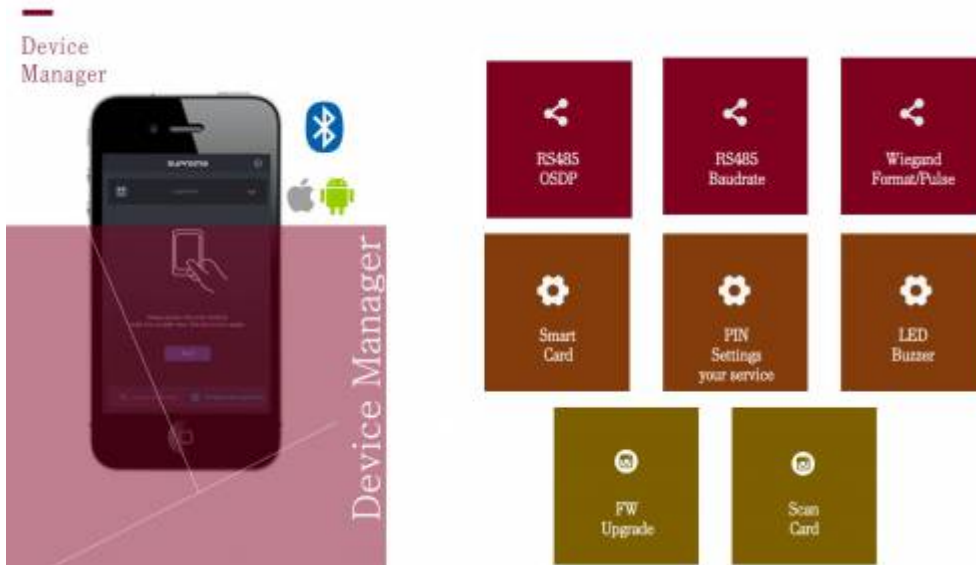 Device
Manager
suprema
Device Manager
RS485
OSDP
RS485
Baudrate
Wiegand
Format/Pulse
Smart
Card
PIN
Settings
your service
LED
Buzzer
FW
Upgrade
Scan
Card